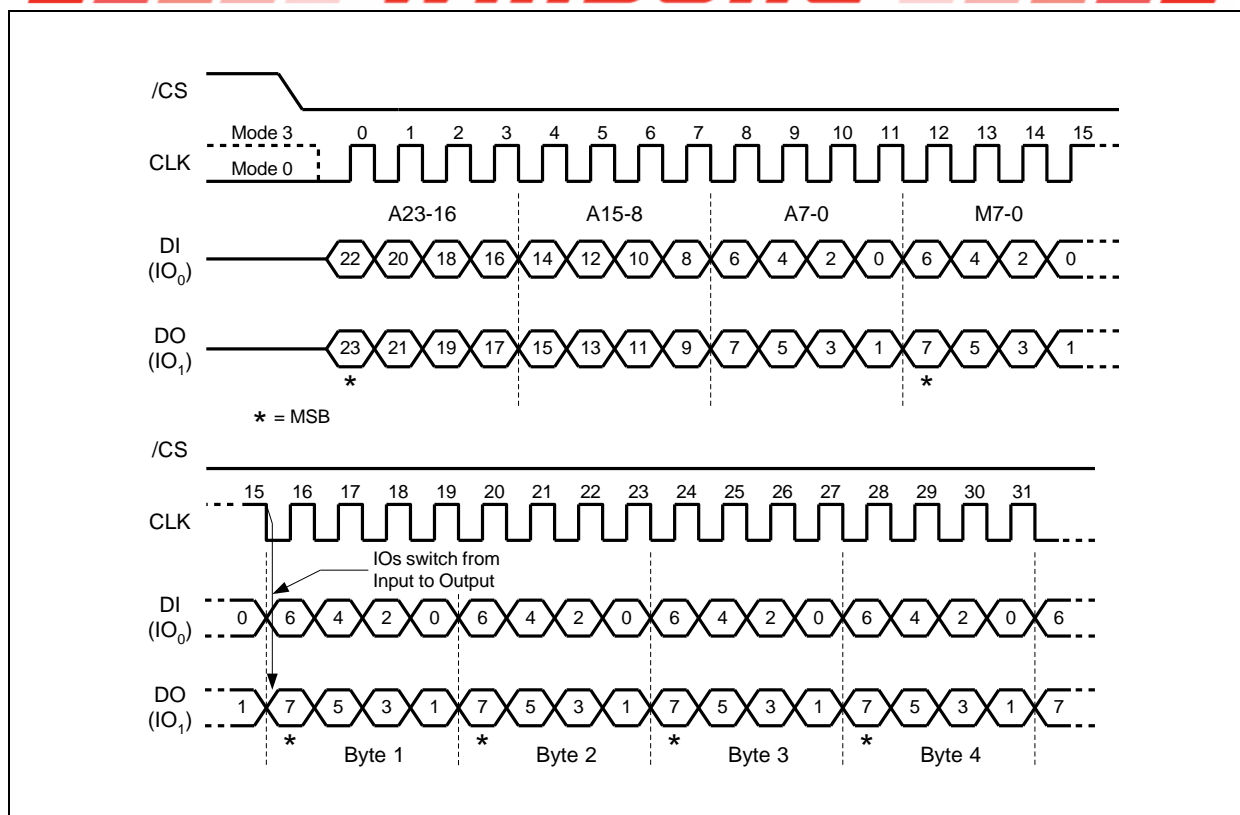 /CS
Mode 3 0 1 2 3 4 5 6 7 8 9 10 11 12 13 14 15
CLK
Mode 0
A23-16 A15-8 A7-0 M7-0
DI
(IO0) 22 20 18 16 14 12 10 8 6 4 2 0 6 4 2 0
DO
(IO1) 23 21 19 17 15 13 11 9 7 5 3 1 7 5 3 1
* *
* = MSB
/CS
15 16 17 18 19 20 21 22 23 24 25 26 27 28 29 30 31
CLK
IOs switch from
Input to Output
DI
(IO0) 0 6 4 2 0 6 4 2 0 6 4 2 0 6 4 2 0 6
DO
(IO1) 1 7 5 3 1 7 5 3 1 7 5 3 1 7 5 3 1 7
* * * *
Byte 1 Byte 2 Byte 3 Byte 4